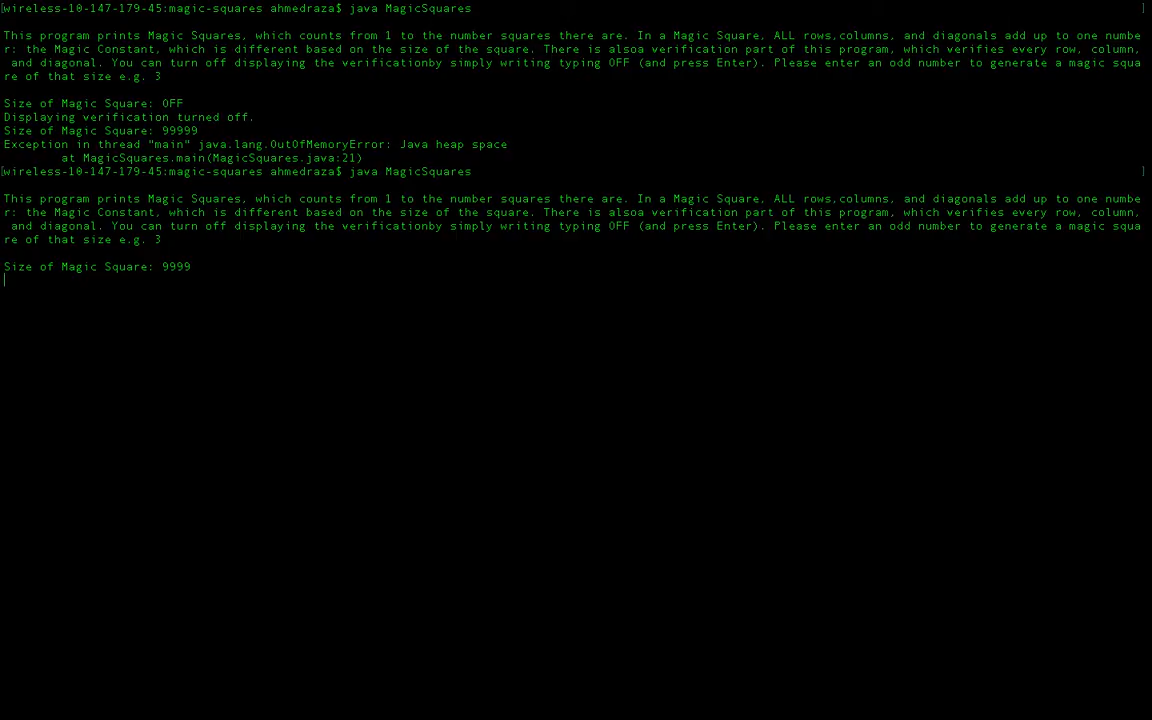 [wireless-10-147-179-45:magic-squares ahmedraza$ java MagicSquares ]
This program prints Magic Squares, which counts from 1 to the number squares there are. In a Magic Square, ALL rows,columns, and diagonals add up to one numbe
r: the Magic Constant, which is different based on the size of the square. There is alsoa verification part of this program, which verifies every row, column,
 and diagonal. You can turn off displaying the verificationby simply writing typing OFF (and press Enter). Please enter an odd number to generate a magic squa
re of that size e.g. 3
Size of Magic Square: OFF
Displaying verification turned off.
Size of Magic Square: 99999
Exception in thread "main" java.lang.OutOfMemoryError: Java heap space
        at MagicSquares.main(MagicSquares.java:21)
[wireless-10-147-179-45:magic-squares ahmedraza$ java MagicSquares ]
This program prints Magic Squares, which counts from 1 to the number squares there are. In a Magic Square, ALL rows,columns, and diagonals add up to one numbe
r: the Magic Constant, which is different based on the size of the square. There is alsoa verification part of this program, which verifies every row, column,
 and diagonal. You can turn off displaying the verificationby simply writing typing OFF (and press Enter). Please enter an odd number to generate a magic squa
re of that size e.g. 3
Size of Magic Square: 9999